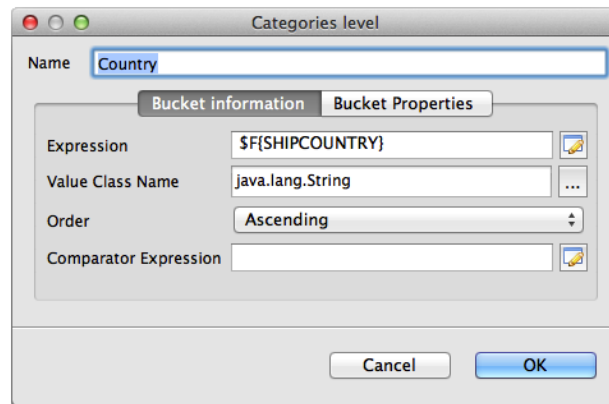 Categories level
Name Country
Bucket information Bucket Properties
Expression $F{SHIPCOUNTRY}
Value Class Name java.lang.String ...
Order Ascending
Comparator Expression
Cancel OK